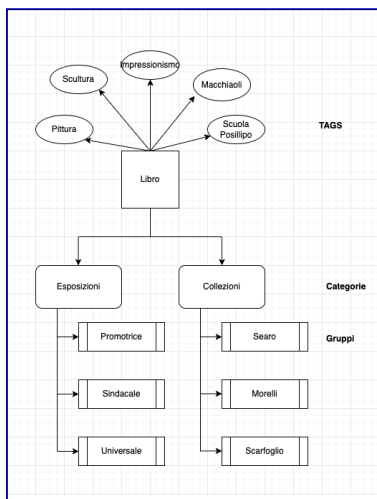 Impressionismo
Scultura
Macchiaoli
Pittura
Scuola
Posillipo
TAGS
Libro
Esposizioni
Collezioni
Categorie
Promotrice
Searo
Gruppi
Sindacale
Morelli
Universale
Scarfoglio